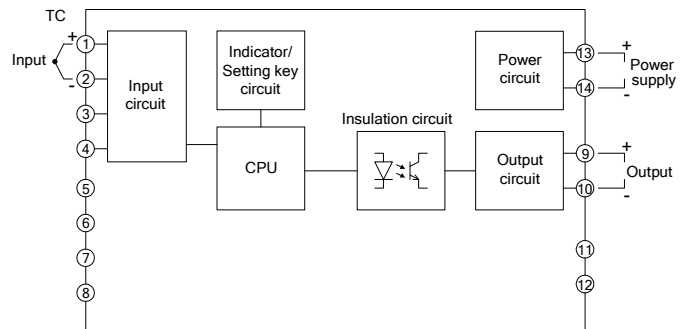 TC
Input
+
-
1
2
3
4
5
6
7
8
Input
circuit
Indicator/
Setting key
circuit
CPU
Insulation circuit
Power
circuit
Output
circuit
13
14
9
10
11
12
+
Power
supply
-
+
Output
-